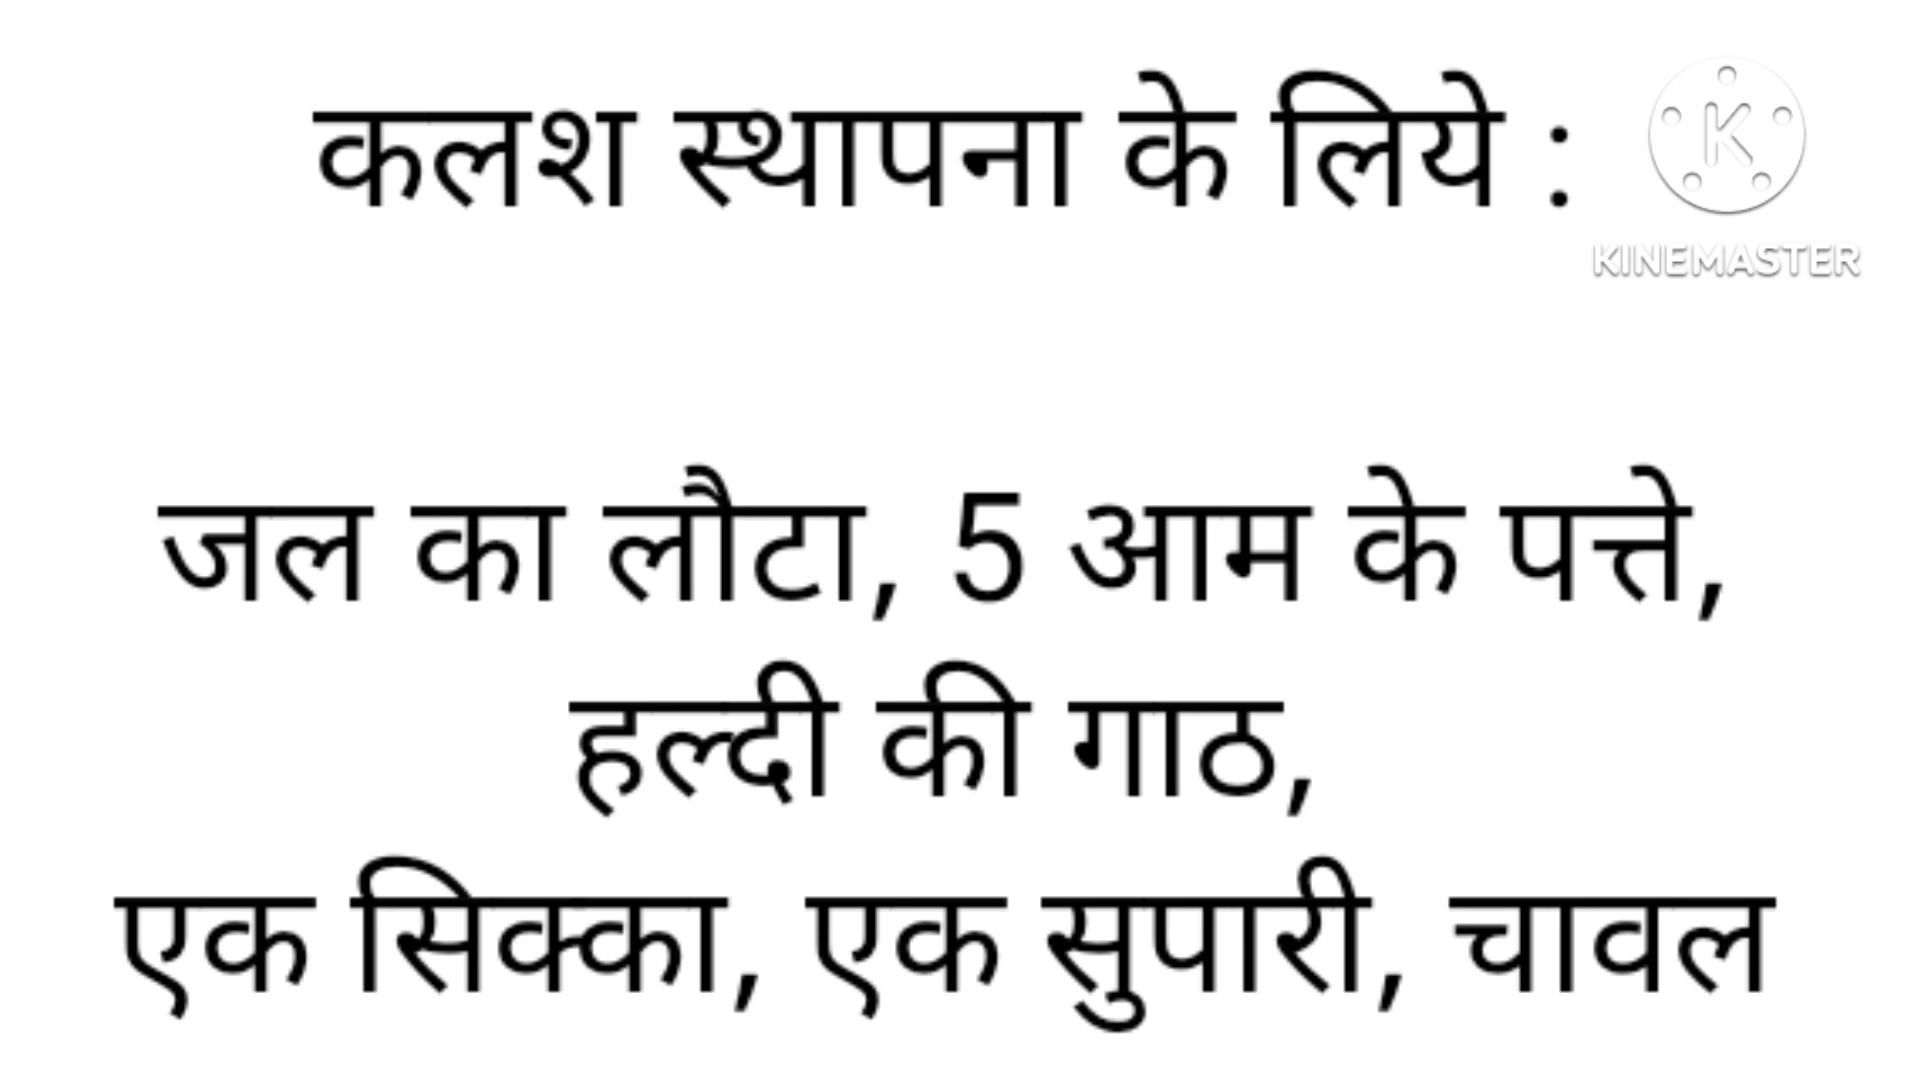 कलश स्थापना के लिये :
KINEMASTER
जल का लौटा, 5 आम के पत्ते,
हल्दी की गाठ,
एक सिक्का, एक सुपारी, चावल